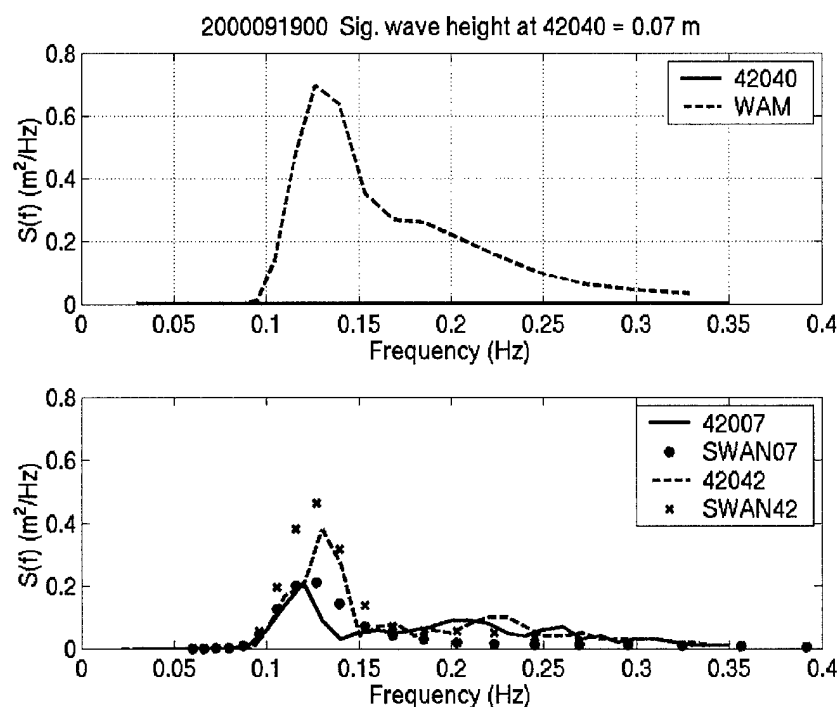 2000091900 Sig. wave height at 42040 = 0.07 m
0.8
0.6
0.4
0.2
0
S(f) (m²/Hz)
42040
WAM
0 0.05 0.1 0.15 0.2 0.25 0.3 0.35 0.4
Frequency (Hz)
0.8
0.6
0.4
0.2
0
S(f) (m²/Hz)
42007
SWAN07
42042
SWAN42
0 0.05 0.1 0.15 0.2 0.25 0.3 0.35 0.4
Frequency (Hz)